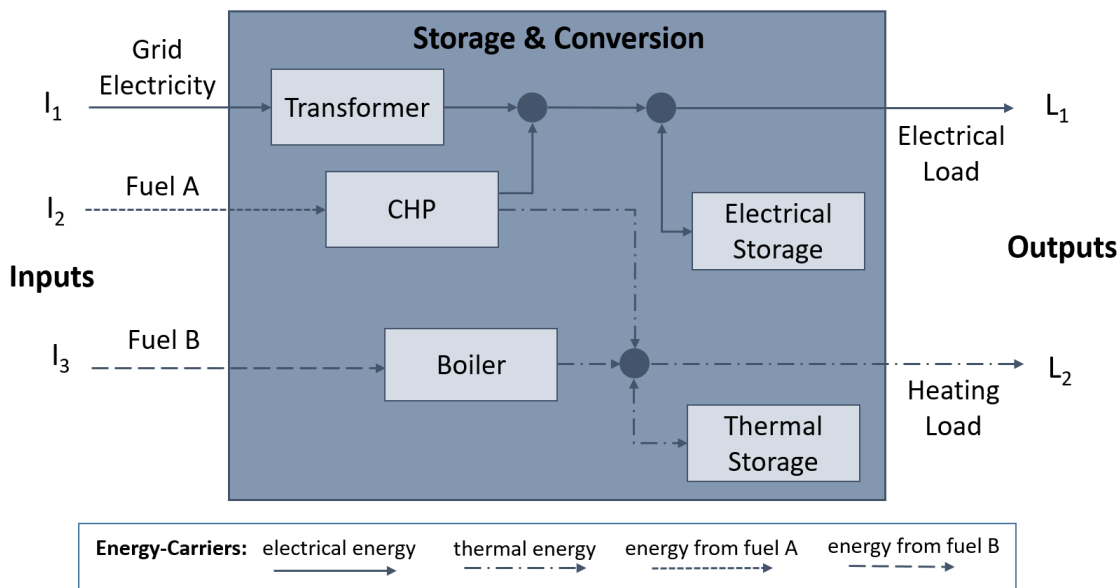 Storage & Conversion
Grid
Electricity
I1
Transformer
L1
Electrical
Load
Fuel A
I2
CHP
Electrical
Storage
Inputs
Outputs
Fuel B
I3
Boiler
L2
Heating
Load
Thermal
Storage
Energy-Carriers: electrical energy thermal energy energy from fuel A energy from fuel B